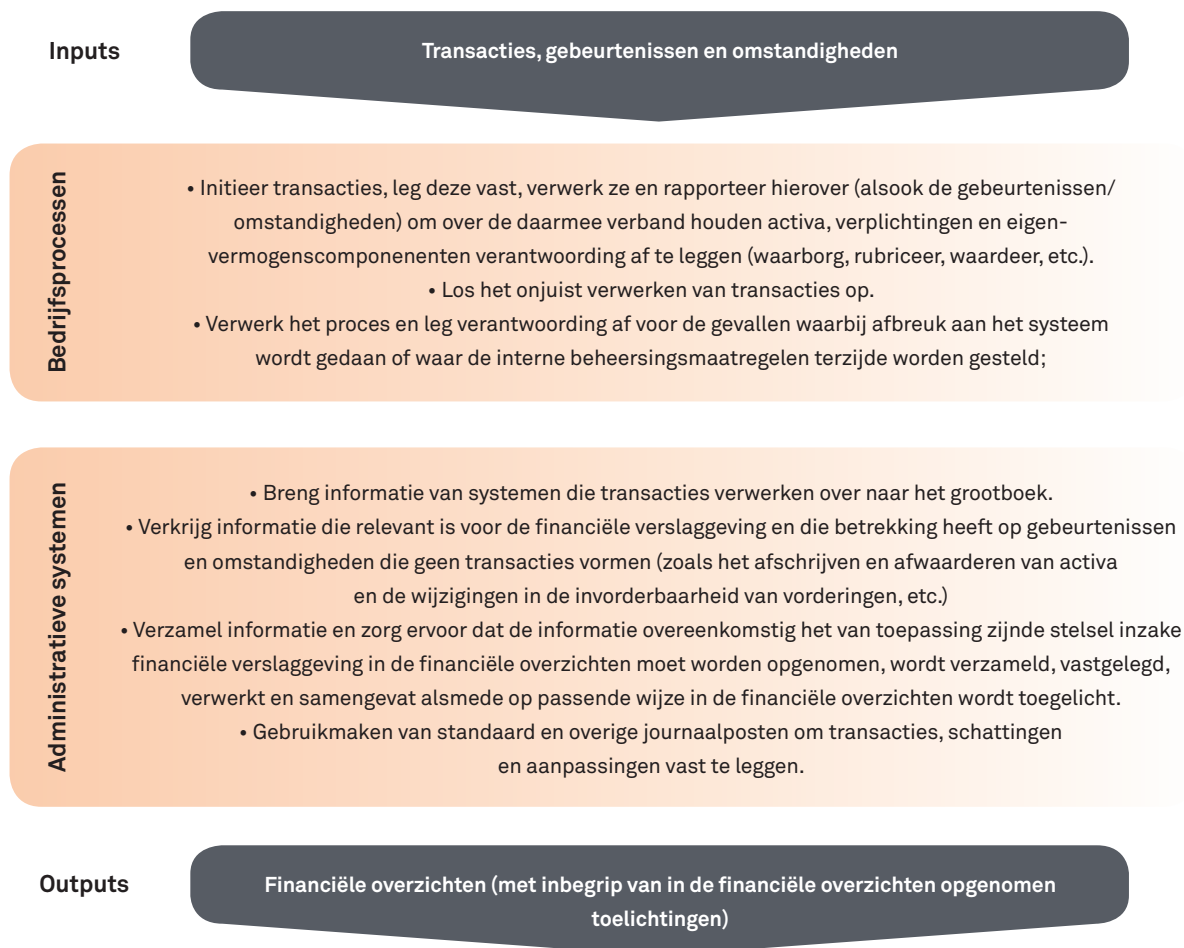 Inputs
Transacties, gebeurtenissen en omstandigheden
Bedrijfsprocessen
• Initieer transacties, leg deze vast, verwerk ze en rapporteer hierover (alsook de gebeurtenissen/
omstandigheden) om over de daarmee verband houden activa, verplichtingen en eigen-
vermogenscomponenenten verantwoording af te leggen (waarborg, rubriceer, waardeer, etc.).
• Los het onjuist verwerken van transacties op.
• Verwerk het proces en leg verantwoording af voor de gevallen waarbij afbreuk aan het systeem
wordt gedaan of waar de interne beheersingsmaatregelen terzijde worden gesteld;
Administratieve systemen
• Breng informatie van systemen die transacties verwerken over naar het grootboek.
• Verkrijg informatie die relevant is voor de financiële verslaggeving en die betrekking heeft op gebeurtenissen
en omstandigheden die geen transacties vormen (zoals het afschrijven en afwaarderen van activa
en de wijzigingen in de invorderbaarheid van vorderingen, etc.)
• Verzamel informatie en zorg ervoor dat de informatie overeenkomstig het van toepassing zijnde stelsel inzake
financiële verslaggeving in de financiële overzichten moet worden opgenomen, wordt verzameld, vastgelegd,
verwerkt en samengevat alsmede op passende wijze in de financiële overzichten wordt toegelicht.
• Gebruikmaken van standaard en overige journaalposten om transacties, schattingen
en aanpassingen vast te leggen.
Outputs
Financiële overzichten (met inbegrip van in de financiële overzichten opgenomen
toelichtingen)